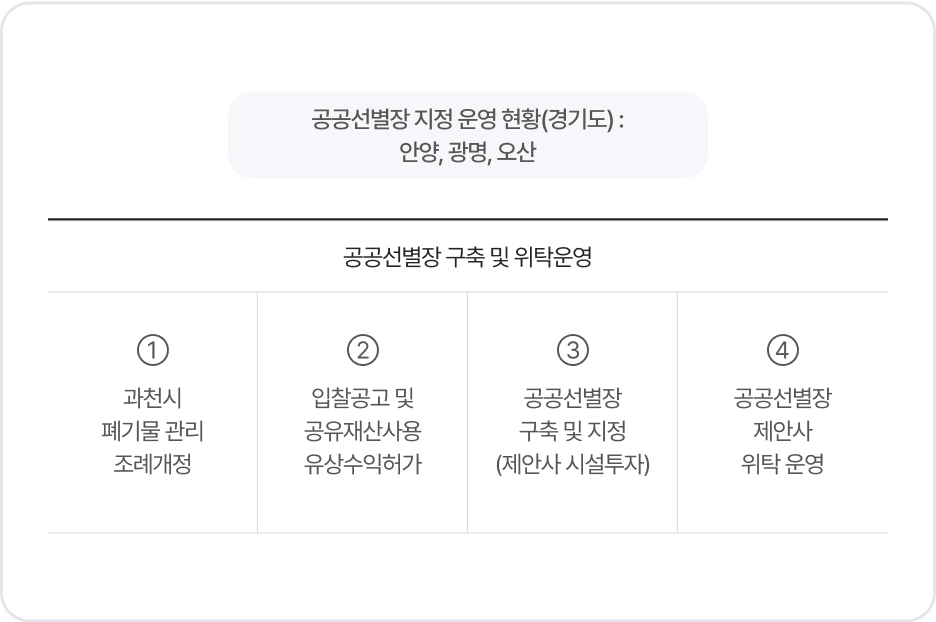 공공선별장 지정 운영 현황(경기도) :
안양, 광명, 오산
공공선별장 구축 및 위탁운영
①
과천시
폐기물 관리
조례개정
②
입찰공고 및
공유재산사용
유상수익허가
③
공공선별장
구축 및 지정
(제안사 시설투자)
④
공공선별장
제안사
위탁 운영